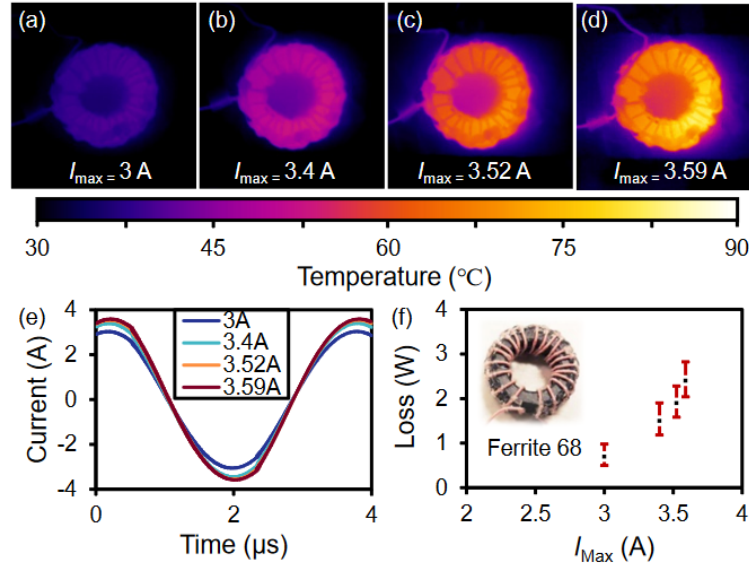 (a)
(b)
(c)
(d)
Imax = 3 A
Imax = 3.4 A
Imax = 3.52 A
Imax = 3.59 A
30 45 60 75 90
Temperature (°C)
(e)
4
2
0
-2
-4
Current (A)
3A
3.4A
3.52A
3.59A
0 2 4
Time (µs)
(f)
4
3
2
1
0
Loss (W)
Ferrite 68
2 2.5 3 3.5 4
IMax (A)